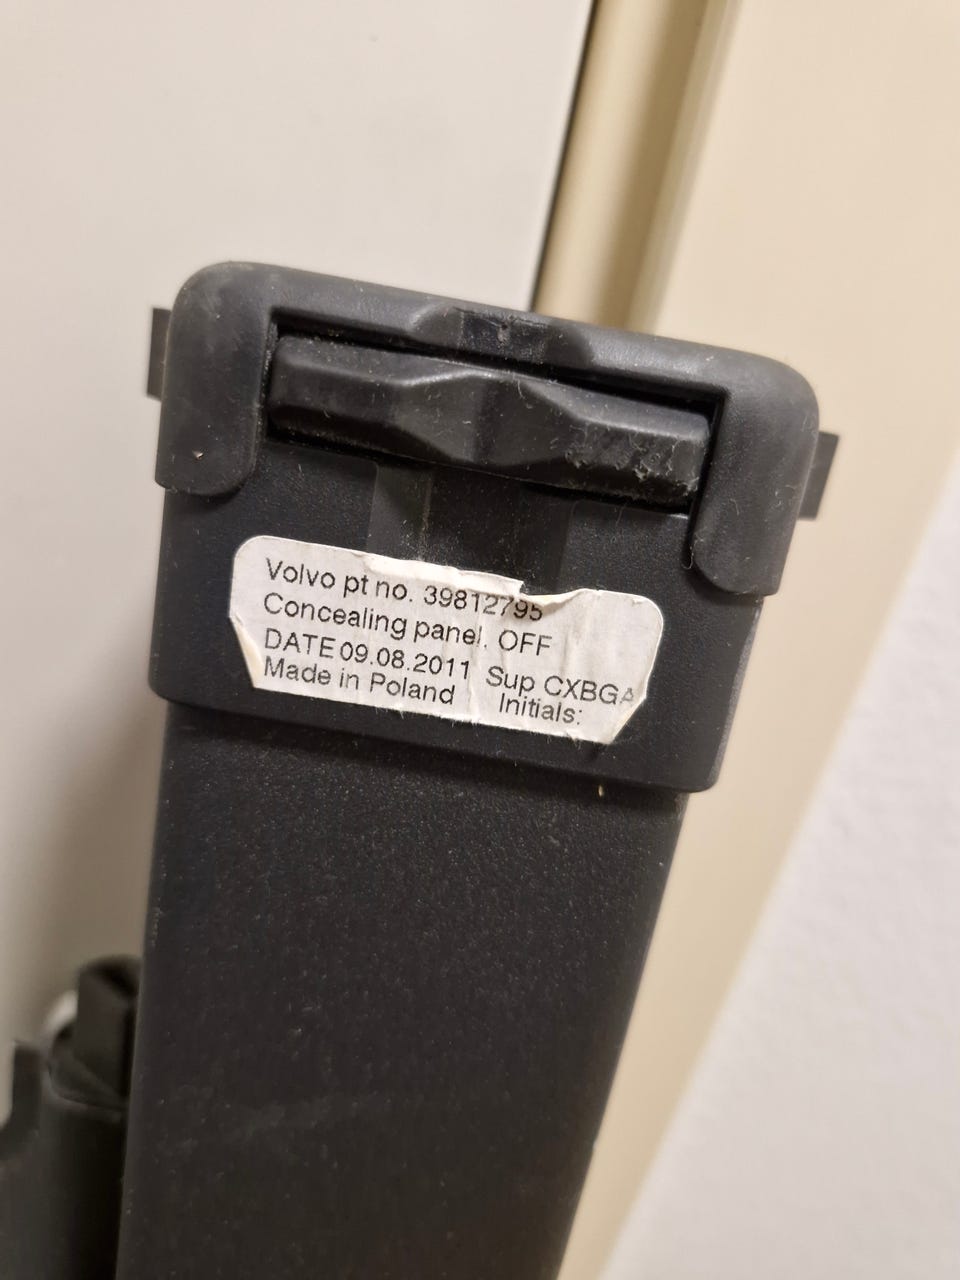 Volvo pt no. 39812795
Concealing panel. OFF
DATE 09.08.2011 Sup CXBGA
Made in Poland Initials: